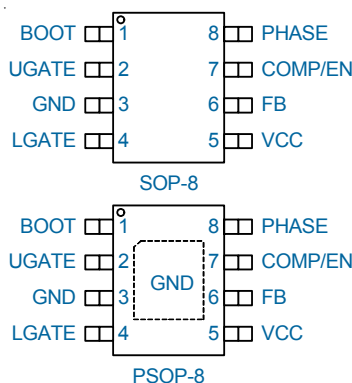 BOOT 1 8 PHASE
UGATE 2 7 COMP/EN
GND 3 6 FB
LGATE 4 5 VCC
SOP-8
BOOT 1 8 PHASE
UGATE 2 7 COMP/EN
GND
GND 3 6 FB
LGATE 4 5 VCC
PSOP-8